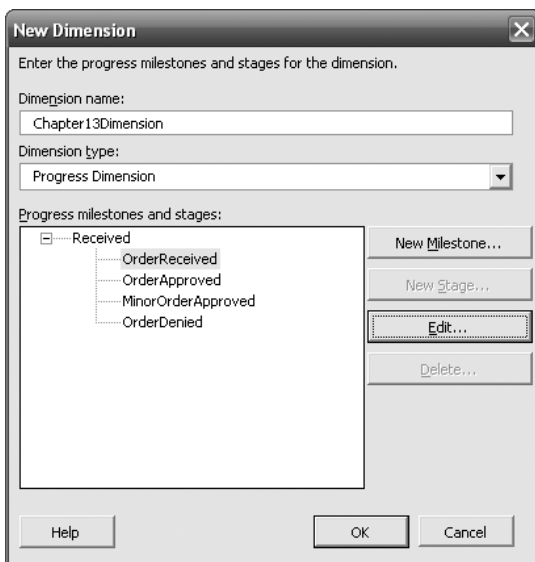 New Dimension
Enter the progress milestones and stages for the dimension.
Dimension name:
Chapter13Dimension
Dimension type:
Progress Dimension
Progress milestones and stages:
Received
OrderReceived
OrderApproved
MinorOrderApproved
OrderDenied
New Milestone...
New Stage...
Edit...
Delete...
Help
OK
Cancel